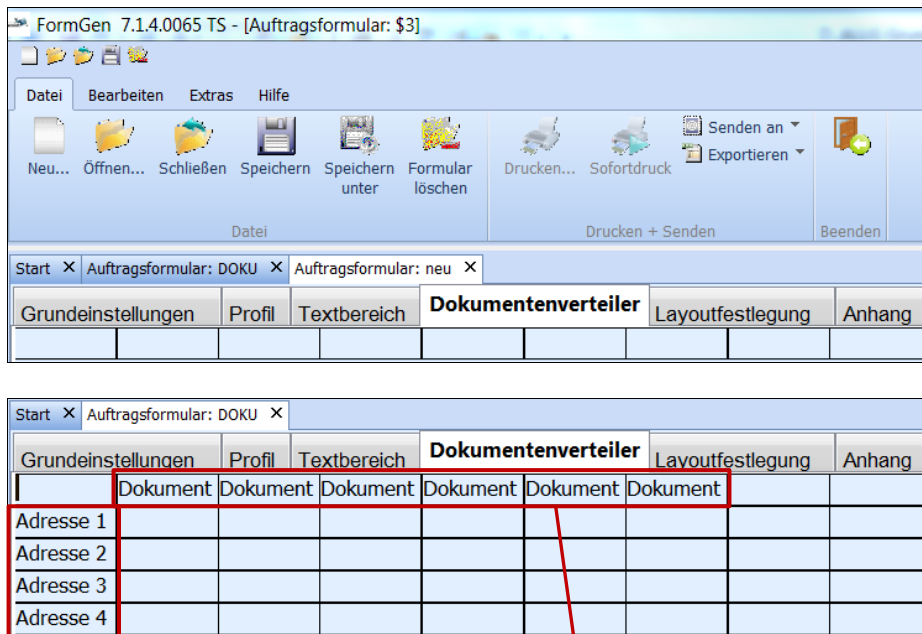 FormGen 7.1.4.0065 TS - [Auftragsformular: $3]
Datei Bearbeiten Extras Hilfe
Neu... Öffnen... Schließen Speichern Speichern unter Formular löschen Drucken... Sofortdruck Senden an Exportieren
Datei Drucken + Senden Beenden
Start X Auftragsformular: DOKU X Auftragsformular: neu X
Grundeinstellungen Profil Textbereich Dokumentenverteiler Layoutfestlegung Anhang
Start X Auftragsformular: DOKU X
Grundeinstellungen Profil Textbereich Dokumentenverteiler Layoutfestlegung Anhang
Dokument Dokument Dokument Dokument Dokument Dokument
Adresse 1
Adresse 2
Adresse 3
Adresse 4